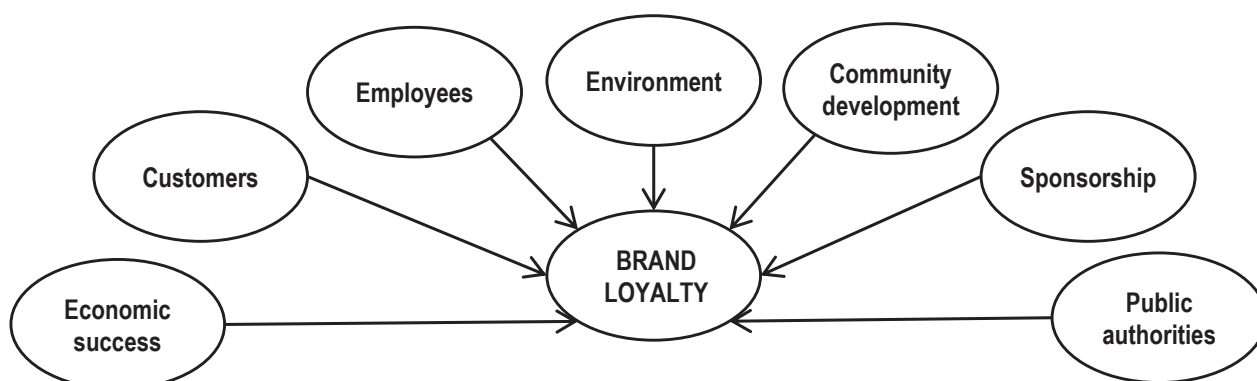 Environment
Community
development
Employees
Customers
Sponsorship
BRAND
LOYALTY
Economic
success
Public
authorities